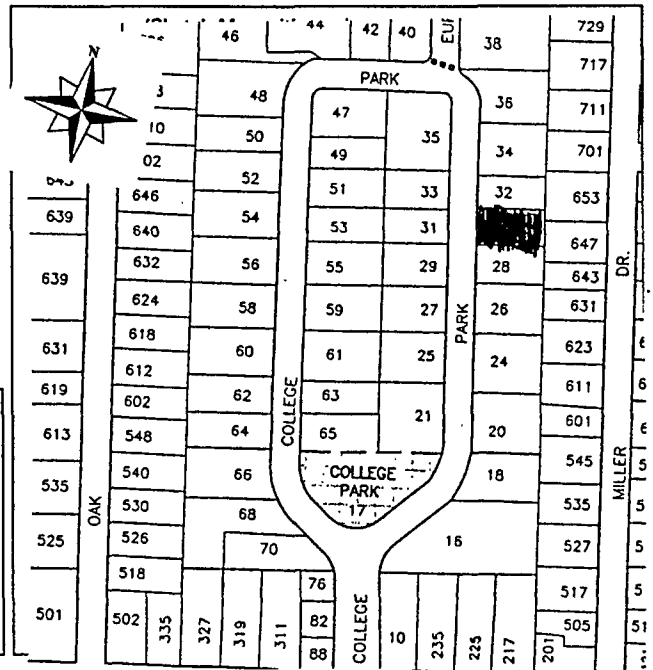 44 42 40 729
46 38
N 717
PARK
48 47 36 711
10 50 35 34 701
02 49
52 51 33 32 653
646
639 54 53 31
640 647
639 632 56 55 29 28 DR.
643
624 58 59 27 26 631
PARK
618 623
631 60 61 25 24
612 611
619 602 62 63
COLLEGE 21 601
613 548 64 65 20
540 66 COLLEGE 18 545 MILLER
535 PARK
530 17 535
OAK 68
525 526 70 16 527
518
76 517
501 502 335 327 319 311 82 COLLEGE 10 235 225 217 201 505
88